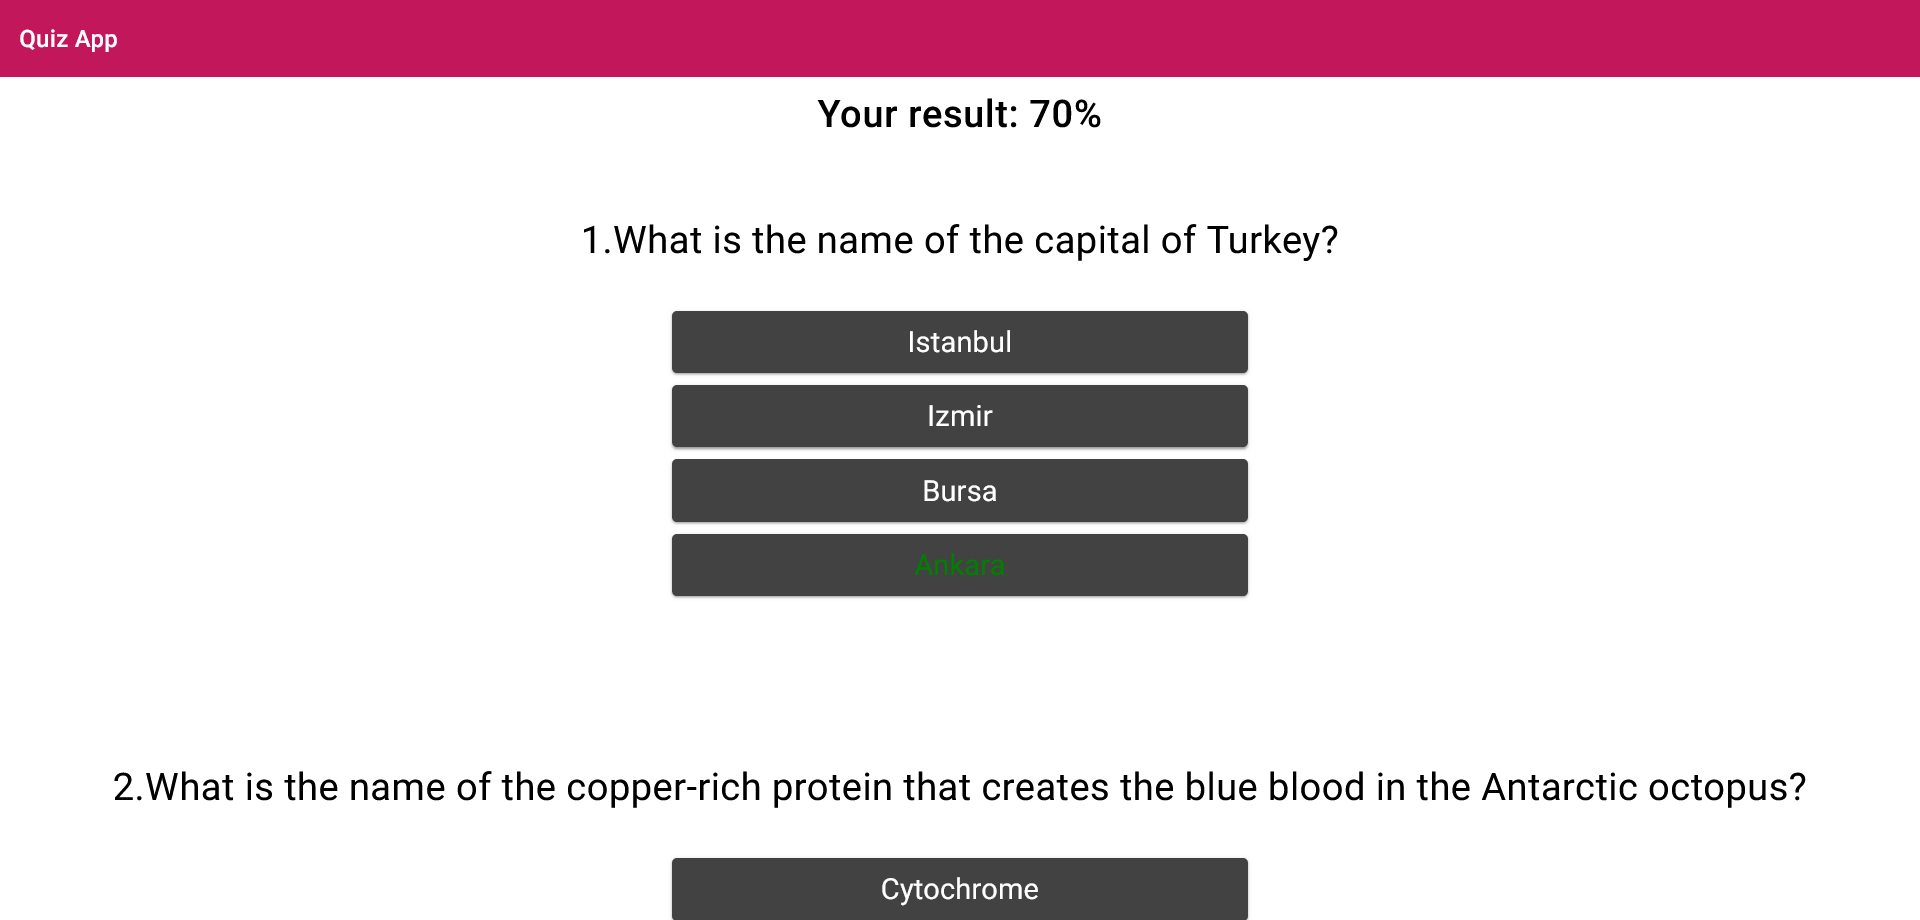 Quiz App
Your result: 70%
1.What is the name of the capital of Turkey?
Istanbul
Izmir
Bursa
Ankara
2.What is the name of the copper-rich protein that creates the blue blood in the Antarctic octopus?
Cytochrome